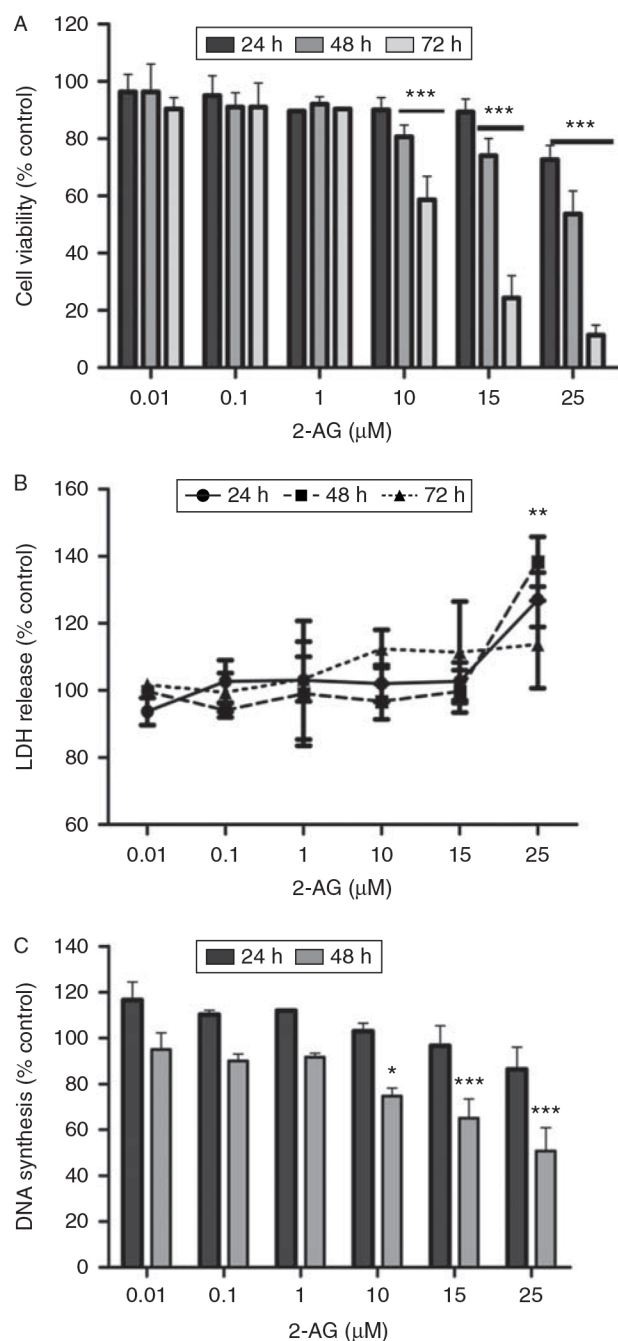 A
120
24 h 48 h 72 h
100
80
60
40
20
0
Cell viability (% control)
***
***
***
0.01 0.1 1 10 15 25
2-AG (μM)
B
160
24 h 48 h 72 h
140
120
100
80
60
LDH release (% control)
**
0.01 0.1 1 10 15 25
2-AG (μM)
C
140
24 h 48 h
120
100
80
60
40
20
0
DNA synthesis (% control)
*
***
***
0.01 0.1 1 10 15 25
2-AG (μM)